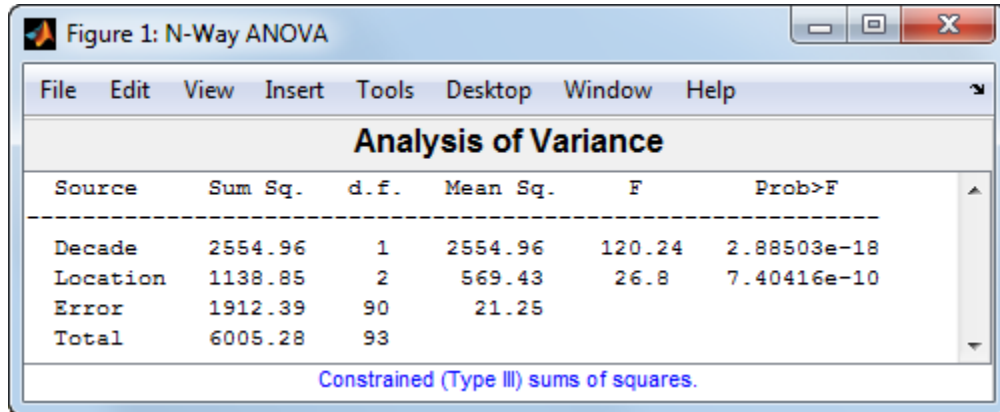 Figure 1: N-Way ANOVA
File Edit View Insert Tools Desktop Window Help
Analysis of Variance
Source Sum Sq. d.f. Mean Sq. F Prob>F
Decade 2554.96 1 2554.96 120.24 2.88503e-18
Location 1138.85 2 569.43 26.8 7.40416e-10
Error 1912.39 90 21.25
Total 6005.28 93
Constrained (Type III) sums of squares.